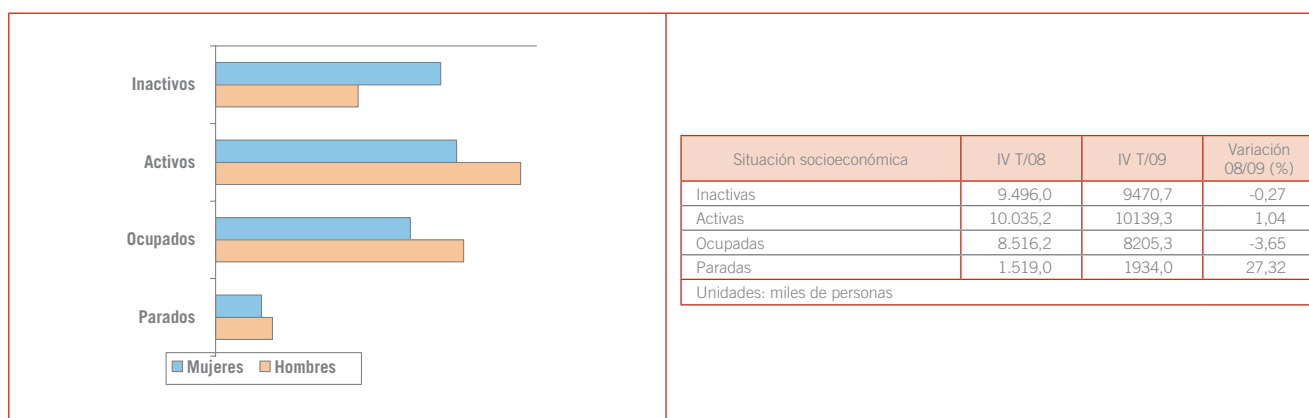 Inactivos
Activos
Ocupados
Parados
Mujeres Hombres
Situación socioeconómica IV T/08 IV T/09 Variación 08/09 (%)
Inactivas 9.496,0 9470,7 -0,27
Activas 10.035,2 10139,3 1,04
Ocupadas 8.516,2 8205,3 -3,65
Paradas 1.519,0 1934,0 27,32
Unidades: miles de personas